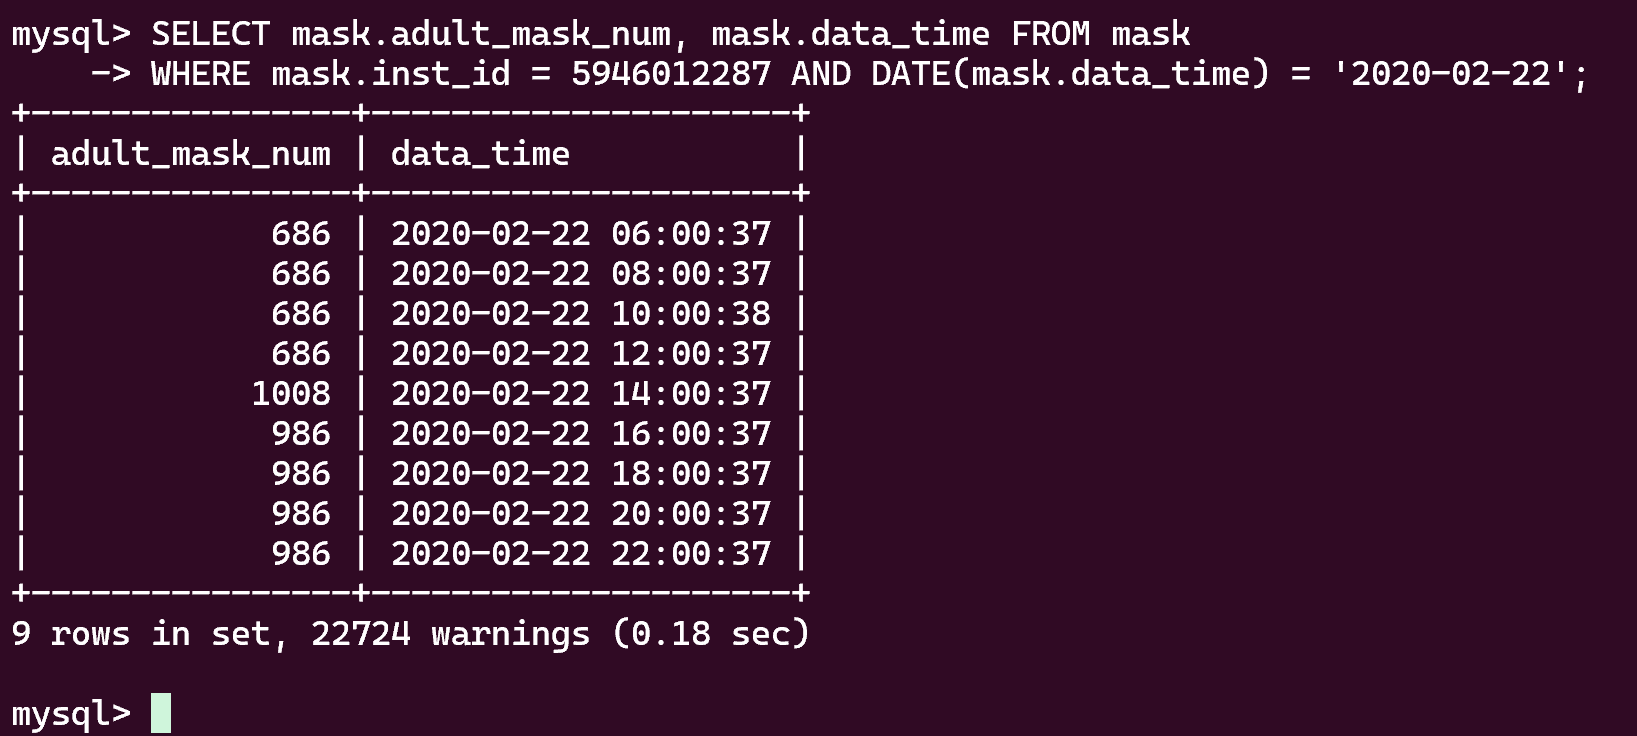 mysql> SELECT mask.adult_mask_num, mask.data_time FROM mask
    -> WHERE mask.inst_id = 5946012287 AND DATE(mask.data_time) = '2020-02-22';
+----------------+---------------------+
| adult_mask_num | data_time           |
+----------------+---------------------+
|            686 | 2020-02-22 06:00:37 |
|            686 | 2020-02-22 08:00:37 |
|            686 | 2020-02-22 10:00:38 |
|            686 | 2020-02-22 12:00:37 |
|           1008 | 2020-02-22 14:00:37 |
|            986 | 2020-02-22 16:00:37 |
|            986 | 2020-02-22 18:00:37 |
|            986 | 2020-02-22 20:00:37 |
|            986 | 2020-02-22 22:00:37 |
+----------------+---------------------+
9 rows in set, 22724 warnings (0.18 sec)
mysql>